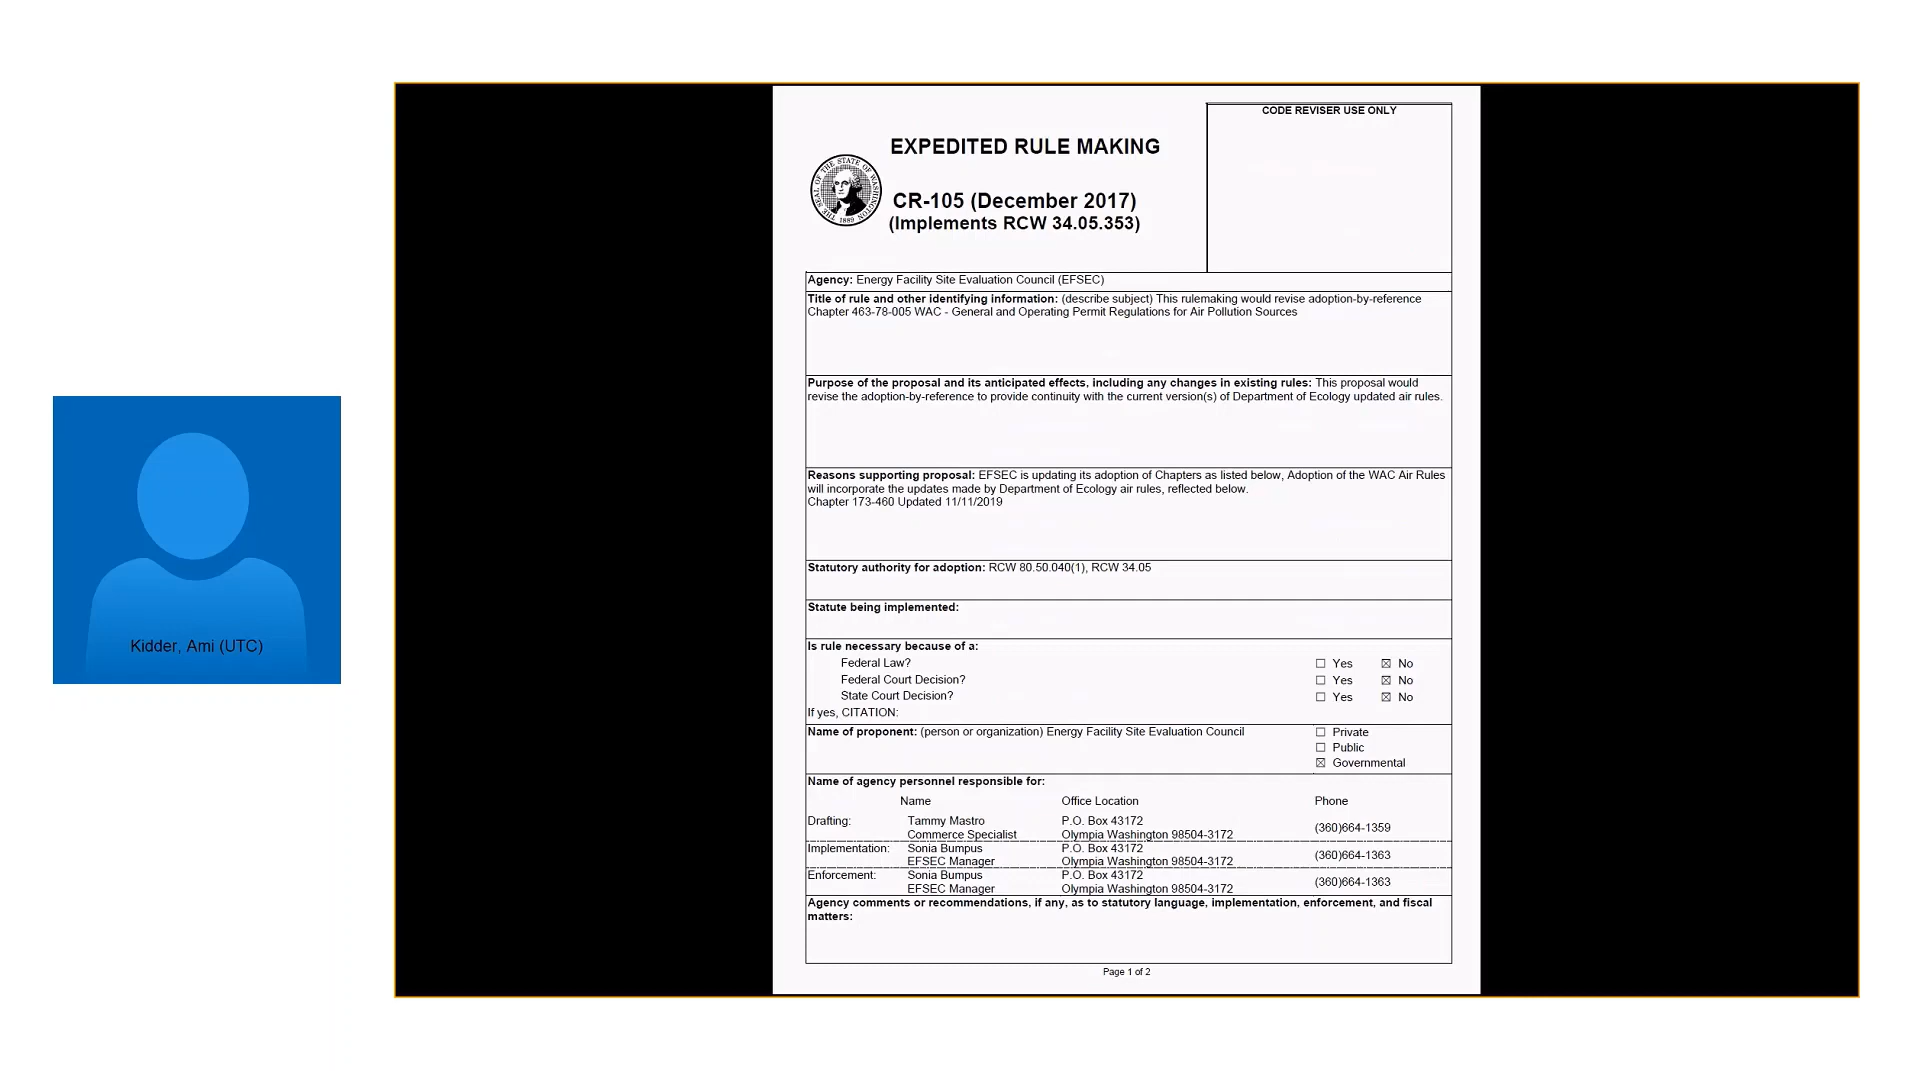 CODE REVISER USE ONLY
EXPEDITED RULE MAKING
THE STATE OF WASHINGTON
THE SEAL OF
1889
CR-105 (December 2017)
(Implements RCW 34.05.353)
Agency: Energy Facility Site Evaluation Council (EFSEC)
Title of rule and other identifying information: (describe subject) This rulemaking would revise adoption-by-reference
Chapter 463-78-005 WAC - General and Operating Permit Regulations for Air Pollution Sources
Purpose of the proposal and its anticipated effects, including any changes in existing rules: This proposal would
revise the adoption-by-reference to provide continuity with the current version(s) of Department of Ecology updated air rules.
Reasons supporting proposal: EFSEC is updating its adoption of Chapters as listed below, Adoption of the WAC Air Rules
will incorporate the updates made by Department of Ecology air rules, reflected below.
Chapter 173-460 Updated 11/11/2019
Statutory authority for adoption: RCW 80.50.040(1), RCW 34.05
Statute being implemented:
Is rule necessary because of a:
Federal Law? ☐ Yes ☒ No
Federal Court Decision? ☐ Yes ☒ No
State Court Decision? ☐ Yes ☒ No
If yes, CITATION:
Name of proponent: (person or organization) Energy Facility Site Evaluation Council ☐ Private
☐ Public
☒ Governmental
Name of agency personnel responsible for:
Name Office Location Phone
Drafting: Tammy Mastro P.O. Box 43172 (360)664-1359
Commerce Specialist Olympia Washington 98504-3172
Implementation: Sonia Bumpus P.O. Box 43172 (360)664-1363
EFSEC Manager Olympia Washington 98504-3172
Enforcement: Sonia Bumpus P.O. Box 43172 (360)664-1363
EFSEC Manager Olympia Washington 98504-3172
Agency comments or recommendations, if any, as to statutory language, implementation, enforcement, and fiscal
matters:
Page 1 of 2
Kidder, Ami (UTC)